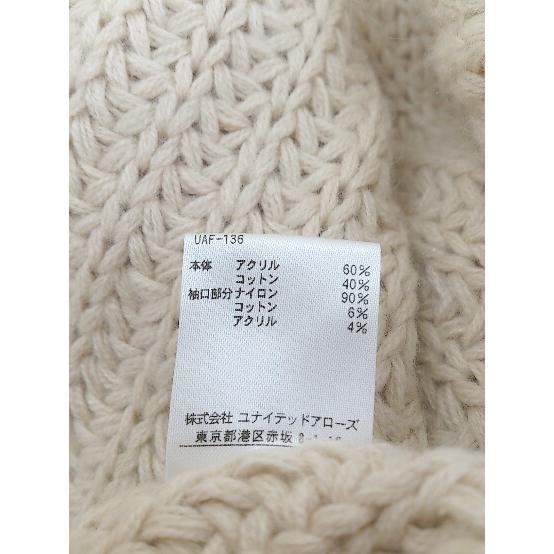 UAF-136
本体 アクリル 60%
コットン 40%
袖口部分 ナイロン 90%
コットン 6%
アクリル 4%
株式会社 ユナイテッドアローズ
東京都港区赤坂